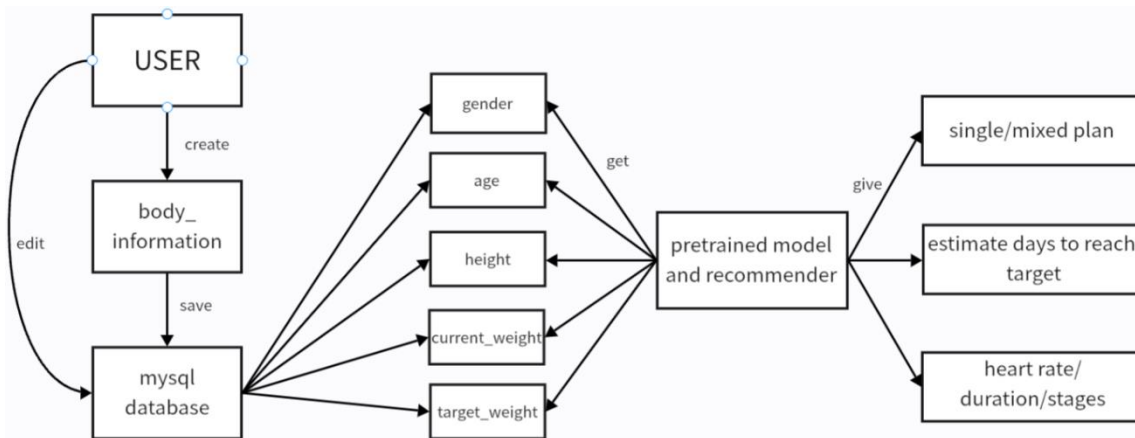 USER
create
body_
information
edit
save
mysql
database
gender
age
height
current_weight
target_weight
get
pretrained model
and recommender
give
single/mixed plan
estimate days to reach
target
heart rate/
duration/stages